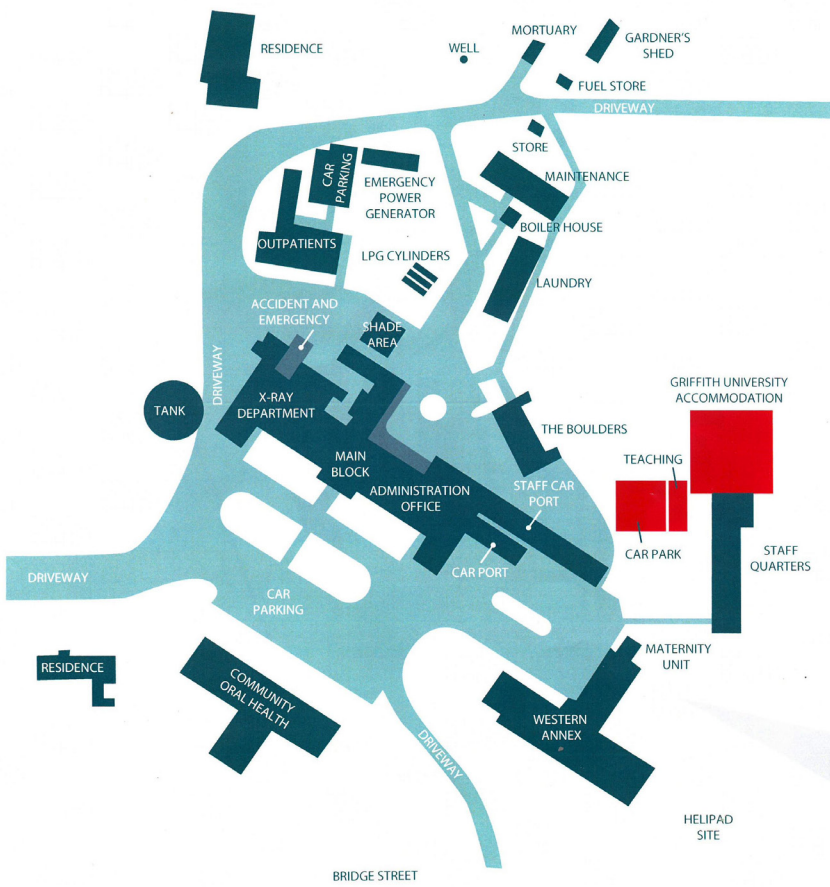 MORTUARY
GARDNER'S
SHED
RESIDENCE
WELL
FUEL STORE
DRIVEWAY
STORE
CAR
PARKING
EMERGENCY
POWER
GENERATOR
MAINTENANCE
BOILER HOUSE
OUTPATIENTS
LPG CYLINDERS
LAUNDRY
ACCIDENT AND
EMERGENCY
SHADE
AREA
DRIVEWAY
TANK
X-RAY
DEPARTMENT
GRIFFITH UNIVERSITY
ACCOMMODATION
THE BOULDERS
MAIN
BLOCK
TEACHING
ADMINISTRATION
OFFICE
STAFF CAR
PORT
CAR PARK
STAFF
QUARTERS
DRIVEWAY
CAR PORT
CAR
PARKING
RESIDENCE
COMMUNITY
ORAL HEALTH
MATERNITY
UNIT
WESTERN
ANNEX
DRIVEWAY
HELIPAD
SITE
BRIDGE STREET